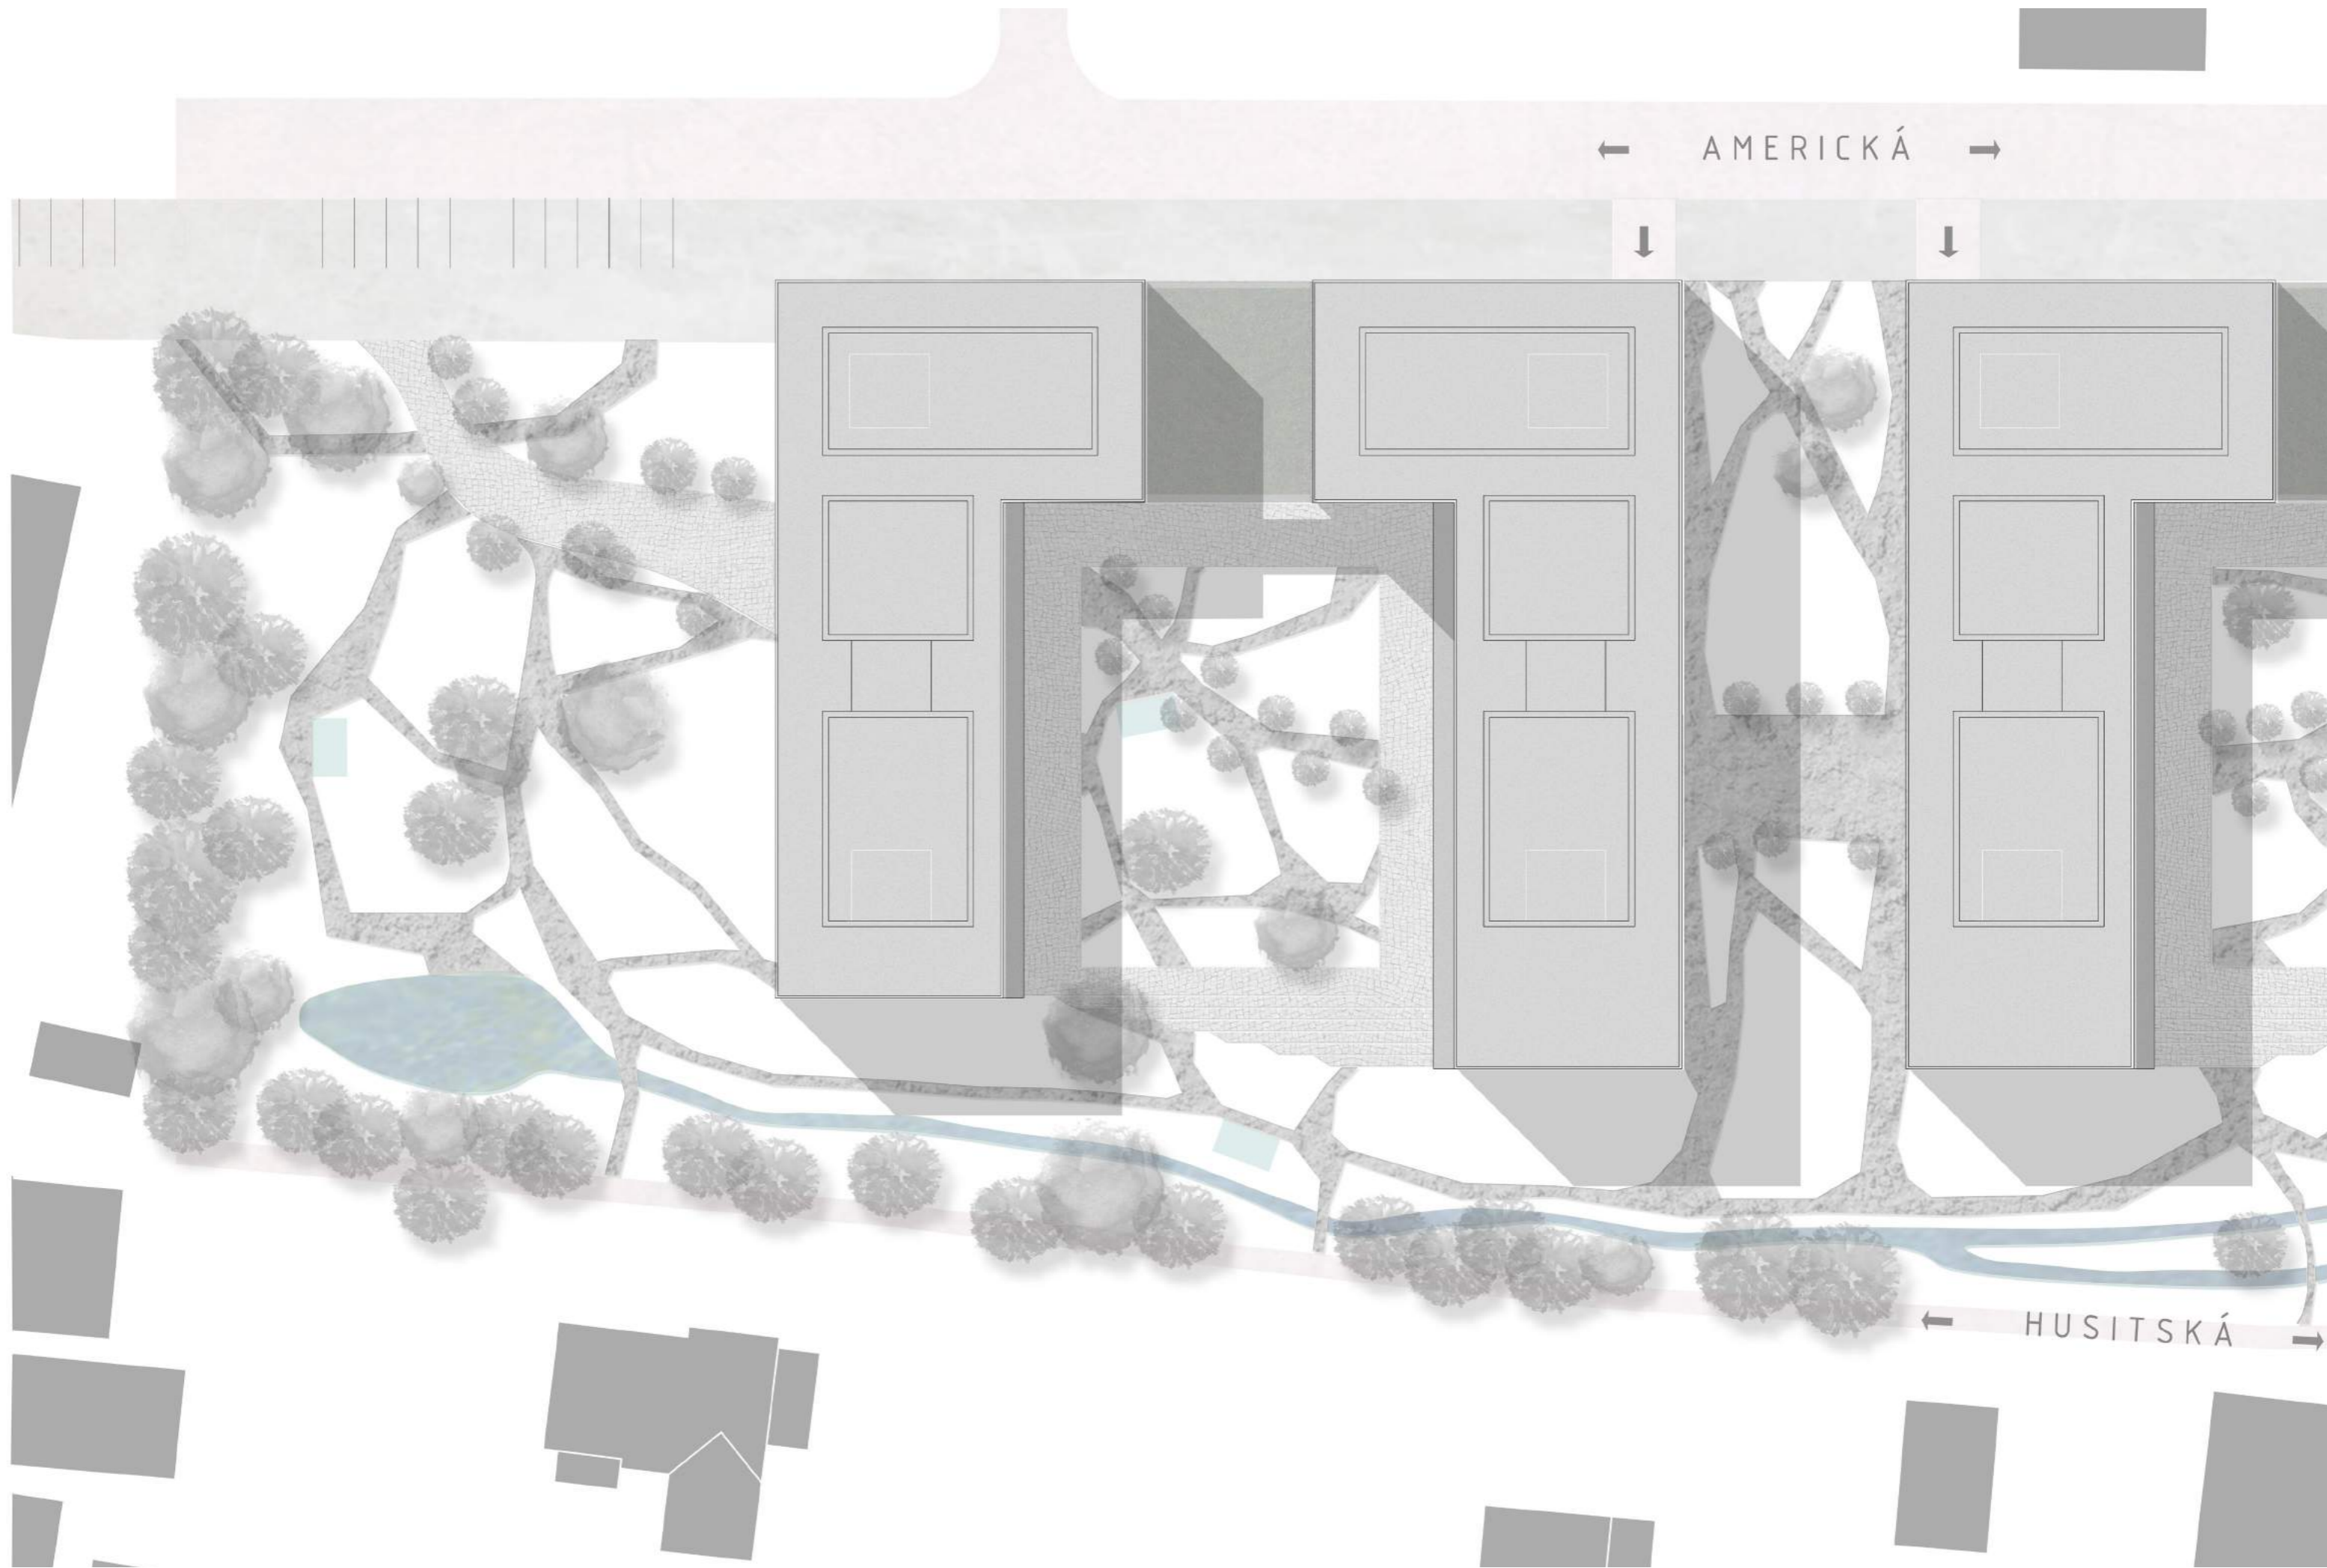 ← AMERICKÁ →
← HUSITSKÁ →